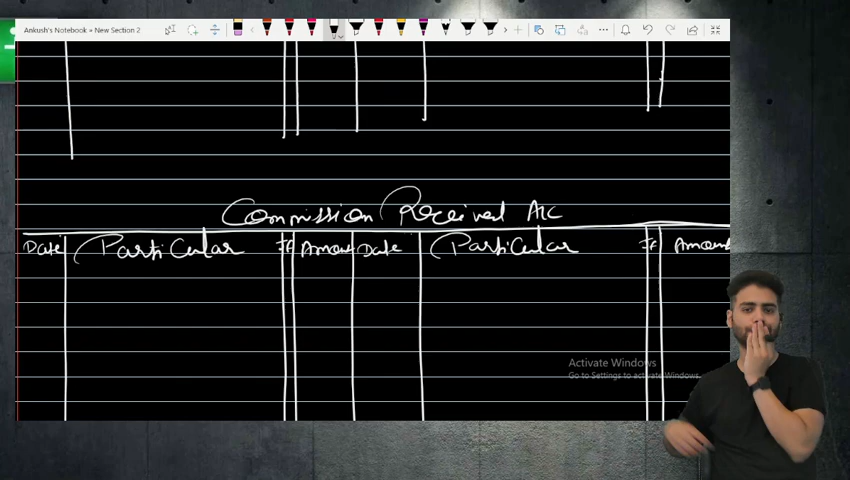 Ankush's Notebook » New Section 2
Commission Received A/c
Date Particular JF Amount Date Particular JF Amount
Activate Windows
Go to Settings to activate Windows.